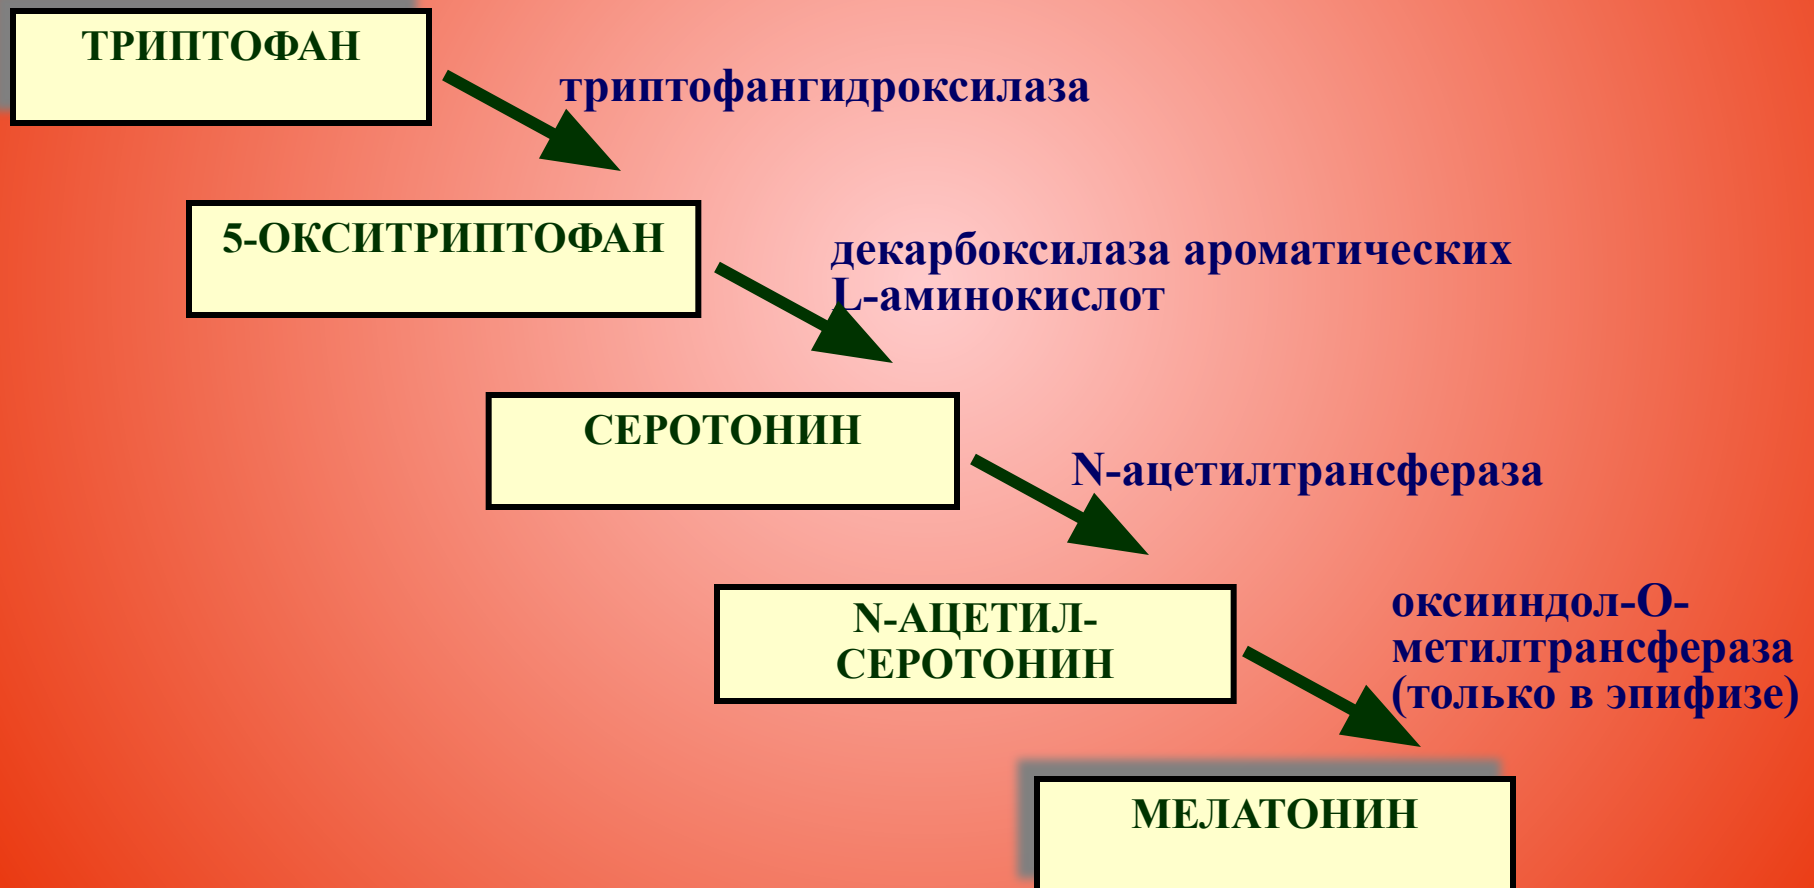 ТРИПТОФАН
триптофангидроксилаза
5-ОКСИТРИПТОФАН
декарбоксилаза ароматических
L-аминокислот
СЕРОТОНИН
N-ацетилтрансфераза
N-АЦЕТИЛ-
СЕРОТОНИН
оксииндол-О-
метилтрансфераза
(только в эпифизе)
МЕЛАТОНИН